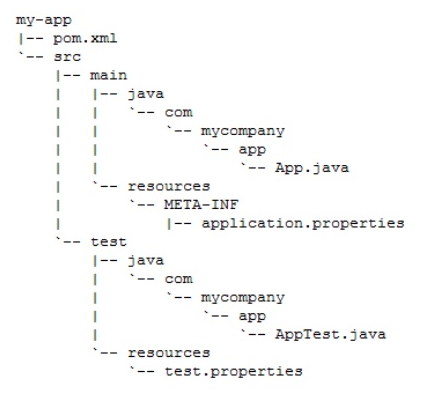 my-app
|-- pom.xml
`-- src
    |-- main
    |   |-- java
    |   |   `-- com
    |   |       `-- mycompany
    |   |           `-- app
    |   |               `-- App.java
    |   `-- resources
    |       `-- META-INF
    |           |-- application.properties
    `-- test
        |-- java
        |   `-- com
        |       `-- mycompany
        |           `-- app
        |               `-- AppTest.java
        `-- resources
            `-- test.properties